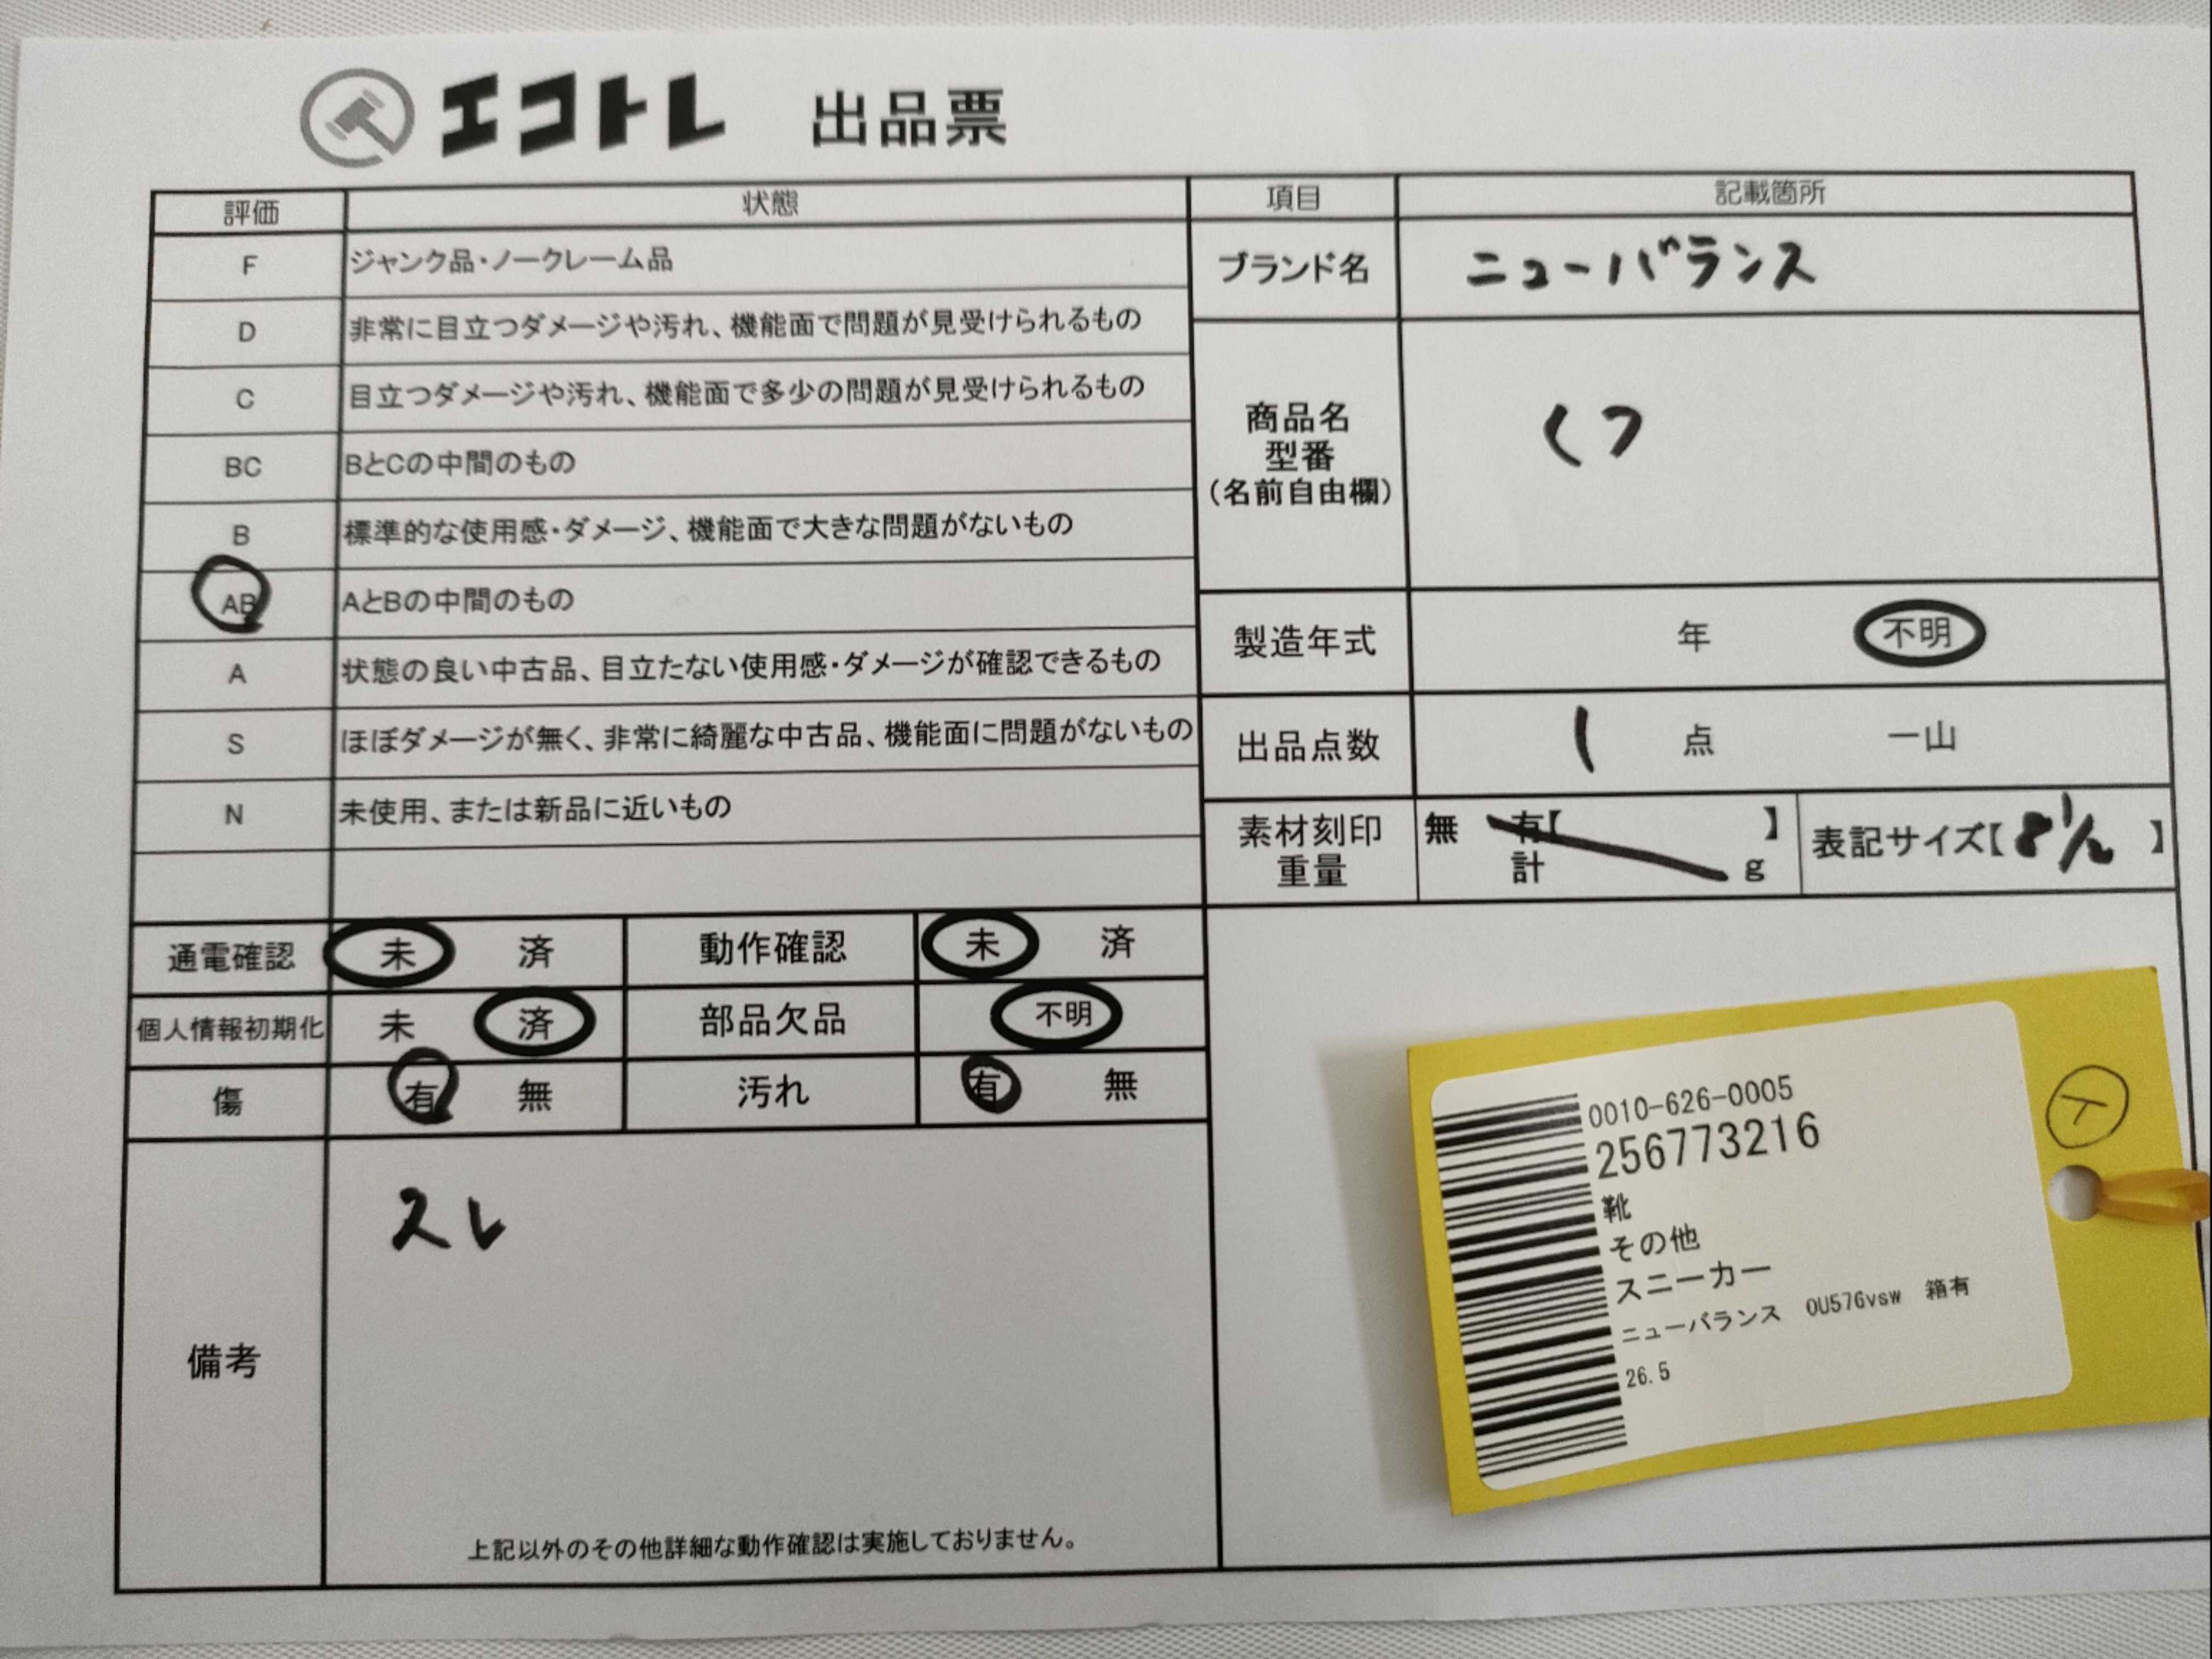 エコトレ 出品票
評価 状態 項目 記載箇所
F ジャンク品・ノークレーム品
D 非常に目立つダメージや汚れ、機能面で問題が見受けられるもの
C 目立つダメージや汚れ、機能面で多少の問題が見受けられるもの
BC BとCの中間のもの
B 標準的な使用感・ダメージ、機能面で大きな問題がないもの
AB AとBの中間のもの
A 状態の良い中古品、目立たない使用感・ダメージが確認できるもの
S ほぼダメージが無く、非常に綺麗な中古品、機能面に問題がないもの
N 未使用、または新品に近いもの
ブランド名 ニューバランス
商品名
型番
(名前自由欄)
くつ
製造年式 年 不明
出品点数 1 点 一山
素材刻印 無 有【 】
重量 計 g
表記サイズ【8 1/2】
通電確認 未 済 動作確認 未 済
個人情報初期化 未 済 部品欠品 不明
傷 有 無 汚れ 有 無
備考
スレ
上記以外のその他詳細な動作確認は実施しておりません。
0010-626-0005
256773216
靴
その他
スニーカー
ニューバランス OU576vsw 箱有
26.5